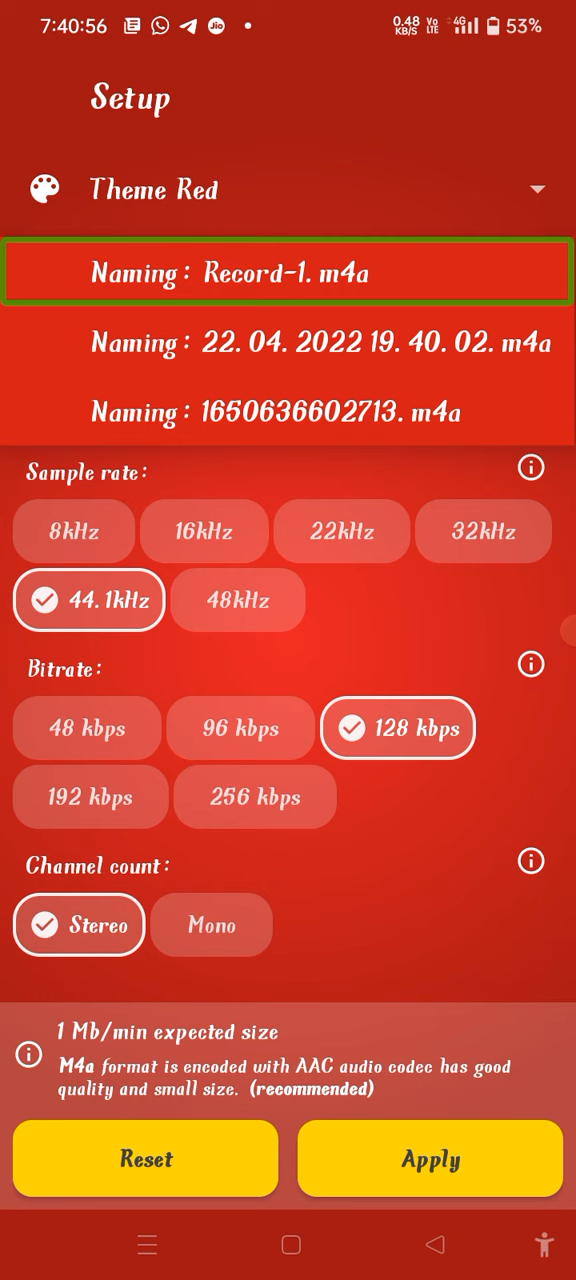 7:40:56 Jio 0.48 KB/S Vo LTE 4G 53%
Setup
Theme Red
Naming: Record-1. m4a
Naming: 22. 04. 2022 19. 40. 02. m4a
Naming: 1650636602713. m4a
Sample rate:
8kHz 16kHz 22kHz 32kHz
44. 1kHz 48kHz
Bitrate:
48 kbps 96 kbps 128 kbps
192 kbps 256 kbps
Channel count:
Stereo Mono
1 Mb/min expected size
M4a format is encoded with AAC audio codec has good
quality and small size. (recommended)
Reset Apply